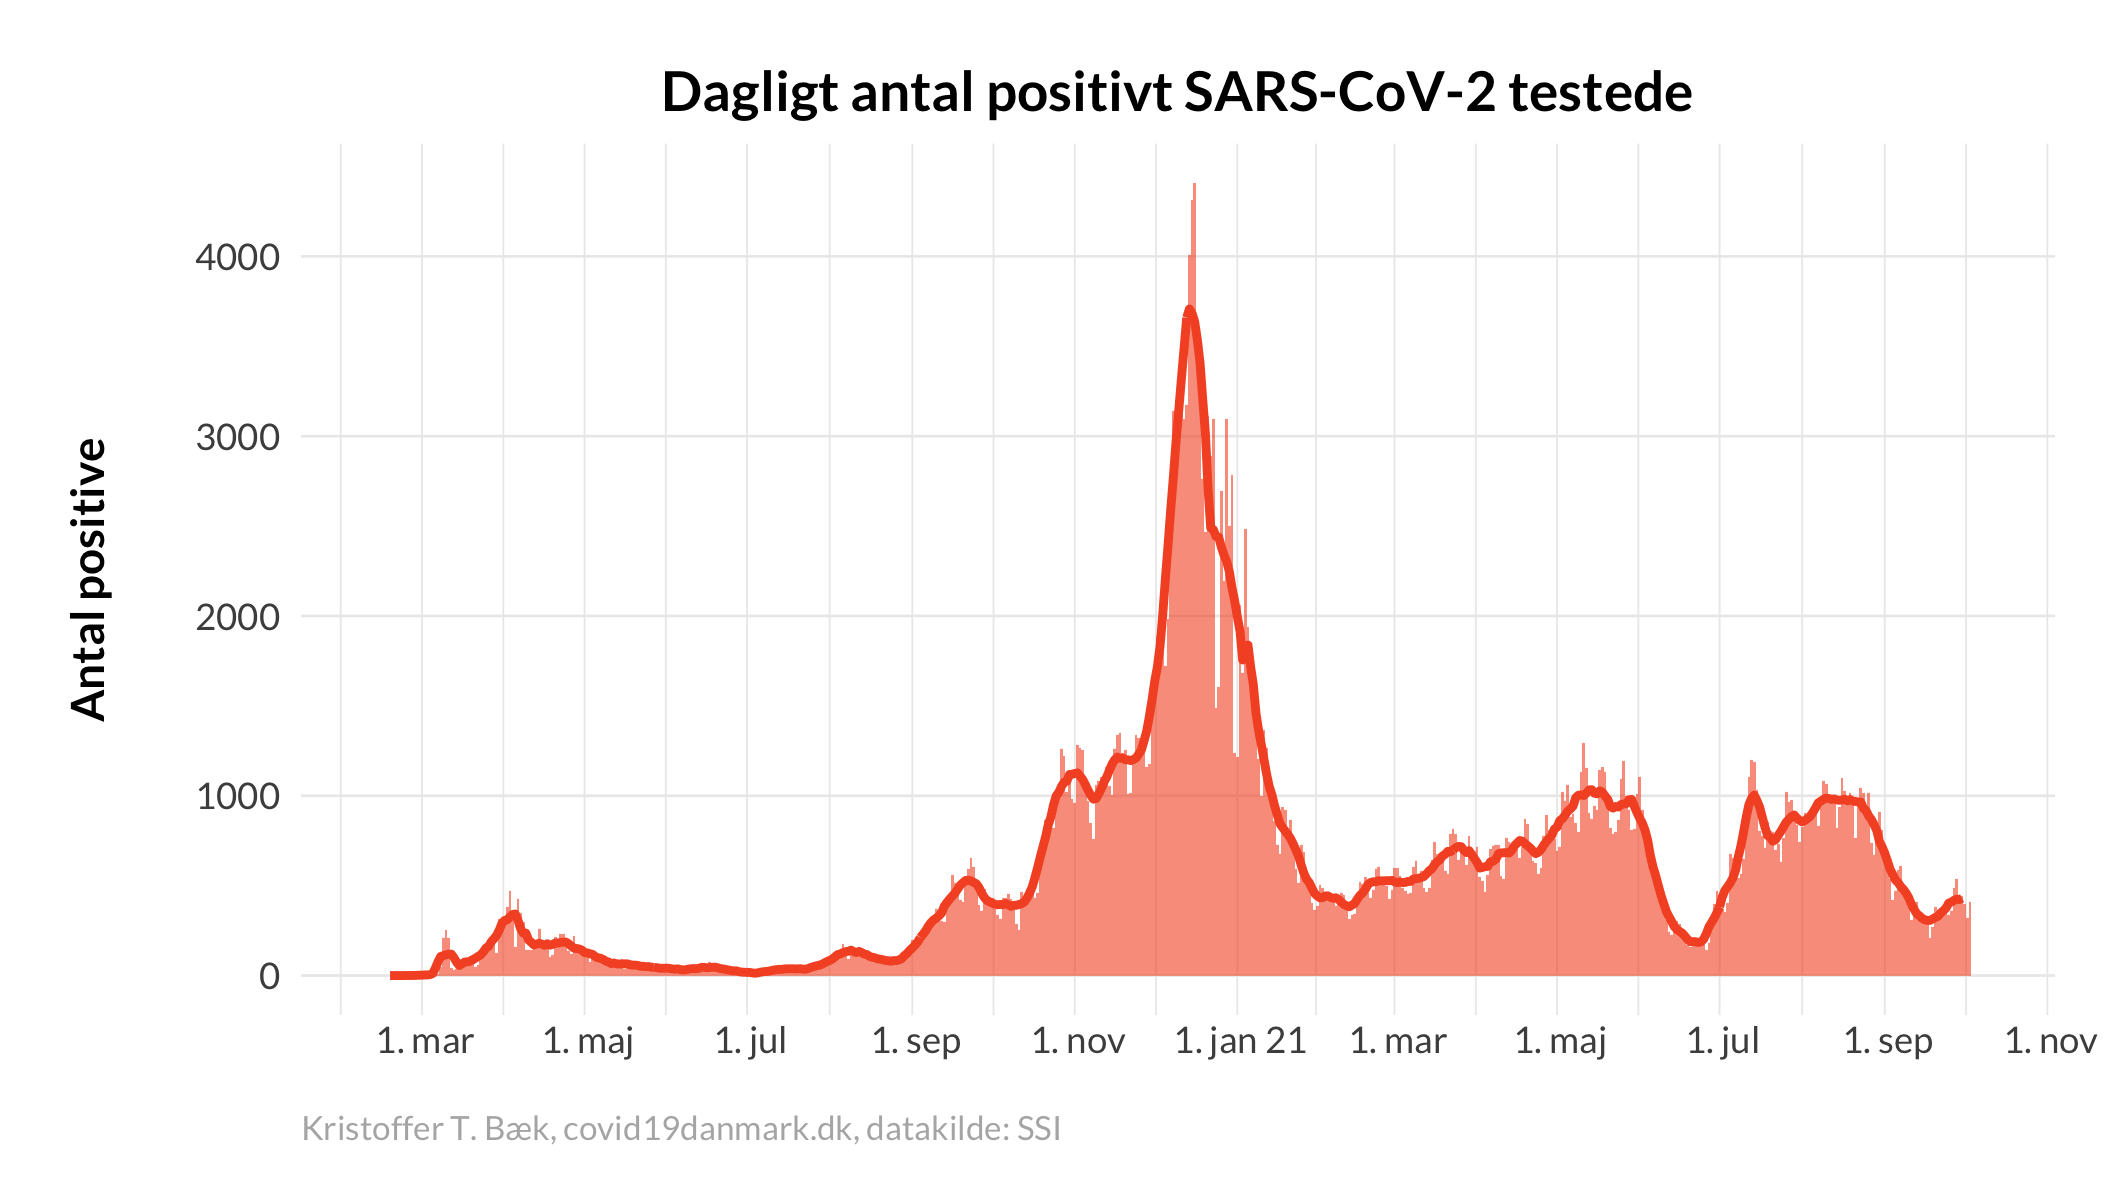 Dagligt antal positivt SARS-CoV-2 testede
Antal positive
4000
3000
2000
1000
0
1. mar 1. maj 1. jul 1. sep 1. nov 1. jan 21 1. mar 1. maj 1. jul 1. sep 1. nov
Kristoffer T. Bæk, covid19danmark.dk, datakilde: SSI